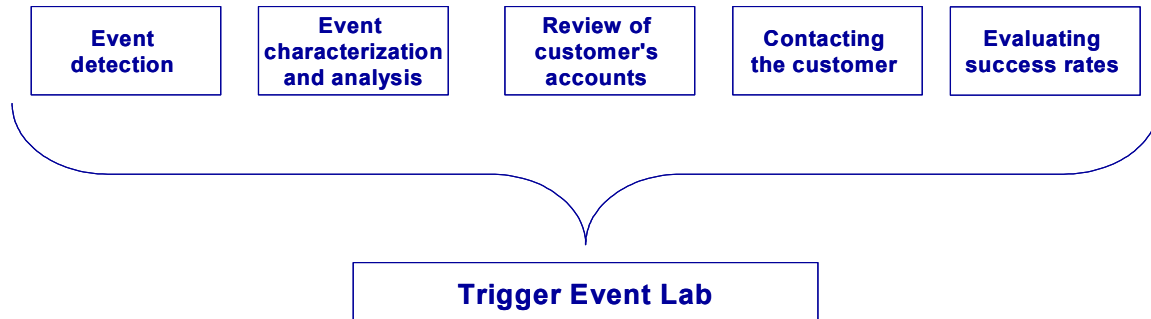 Event
detection
Event
characterization
and analysis
Review of
customer's
accounts
Contacting
the customer
Evaluating
success rates
Trigger Event Lab